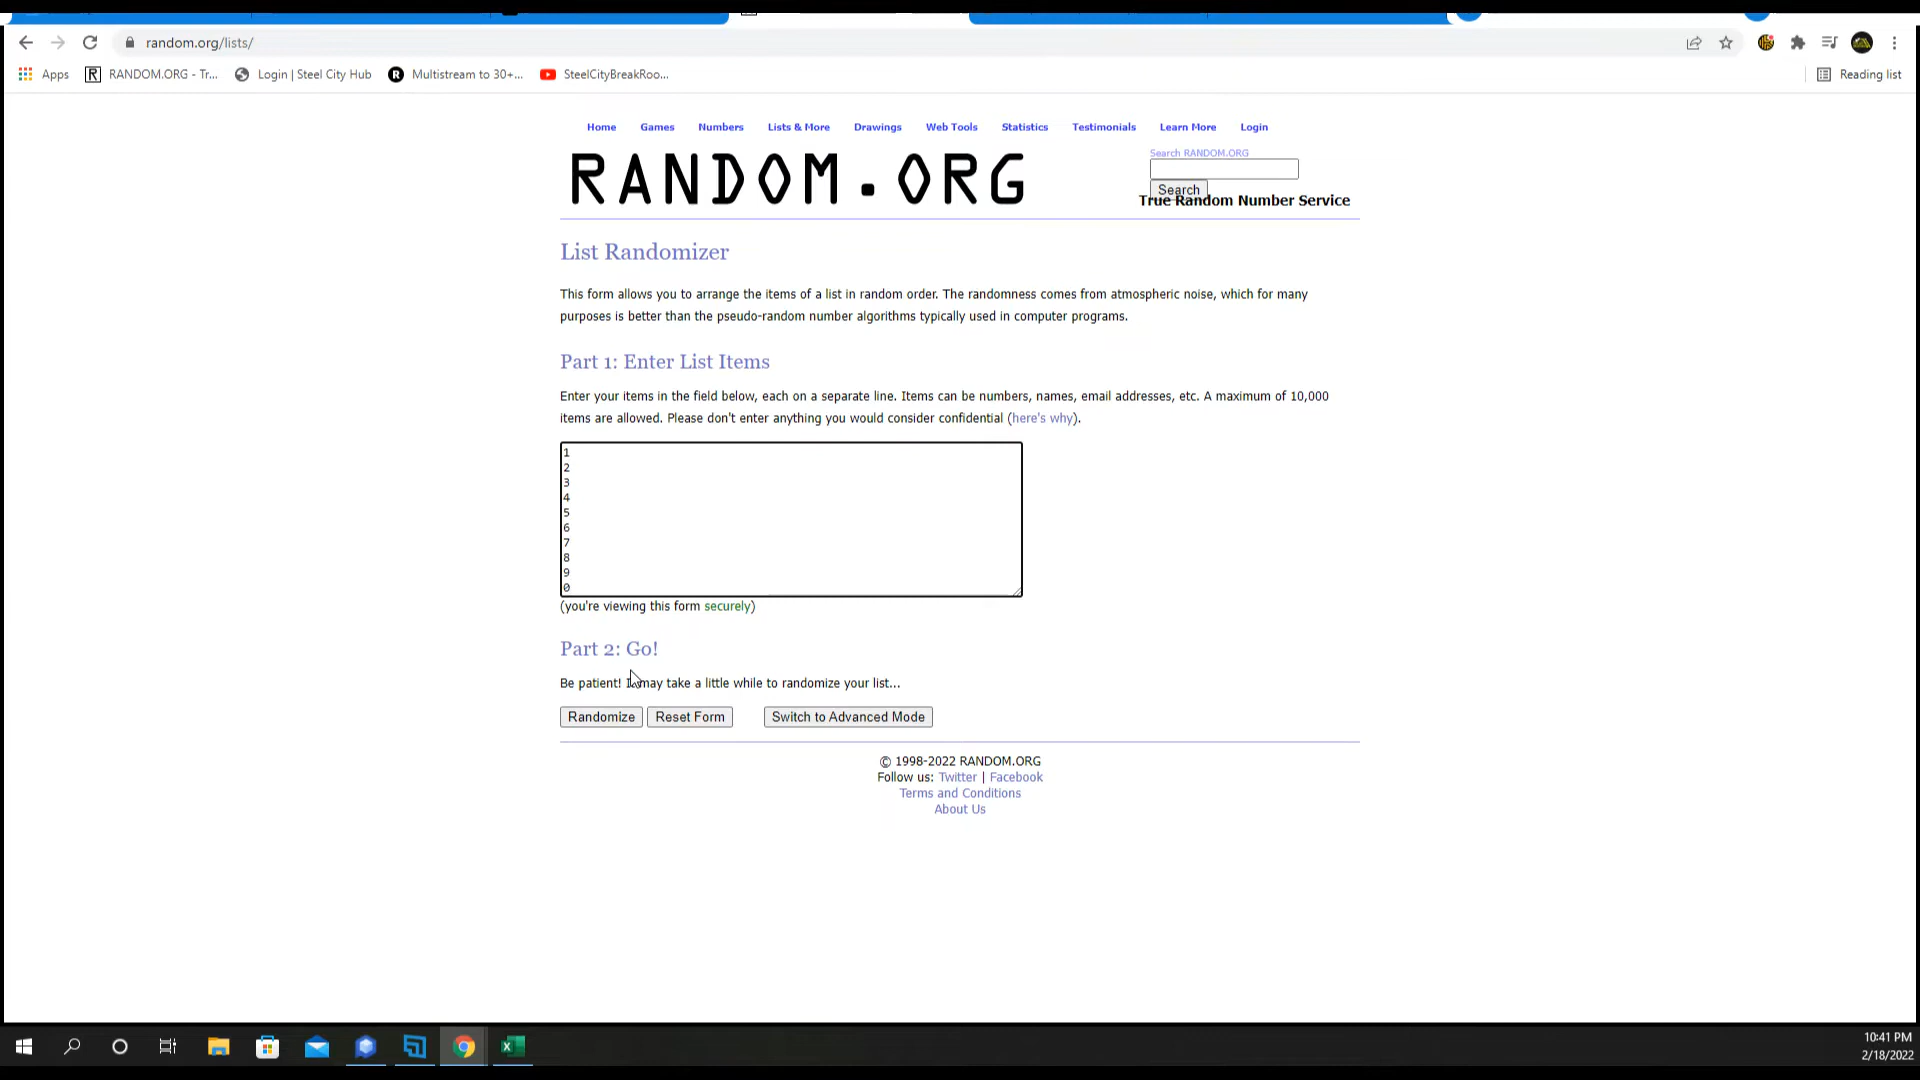 random.org/lists/
Apps RANDOM.ORG - Tr... Login | Steel City Hub Multistream to 30+... SteelCityBreakRoo... Reading list
Home Games Numbers Lists & More Drawings Web Tools Statistics Testimonials Learn More Login
RANDOM.ORG
Search RANDOM.ORG
Search
True Random Number Service
List Randomizer
This form allows you to arrange the items of a list in random order. The randomness comes from atmospheric noise, which for many
purposes is better than the pseudo-random number algorithms typically used in computer programs.
Part 1: Enter List Items
Enter your items in the field below, each on a separate line. Items can be numbers, names, email addresses, etc. A maximum of 10,000
items are allowed. Please don't enter anything you would consider confidential (here's why).
1
2
3
4
5
6
7
8
9
0
(you're viewing this form securely)
Part 2: Go!
Be patient! It may take a little while to randomize your list...
Randomize Reset Form Switch to Advanced Mode
© 1998-2022 RANDOM.ORG
Follow us: Twitter | Facebook
Terms and Conditions
About Us
10:41 PM
2/18/2022